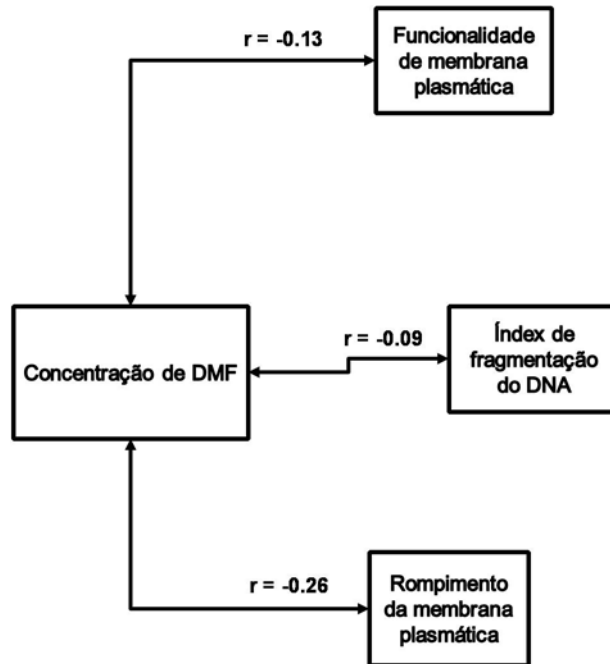 r = -0.13
Funcionalidade
de membrana
plasmática
Concentração de DMF
r = -0.09
Índex de
fragmentação
do DNA
r = -0.26
Rompimento
da membrana
plasmática